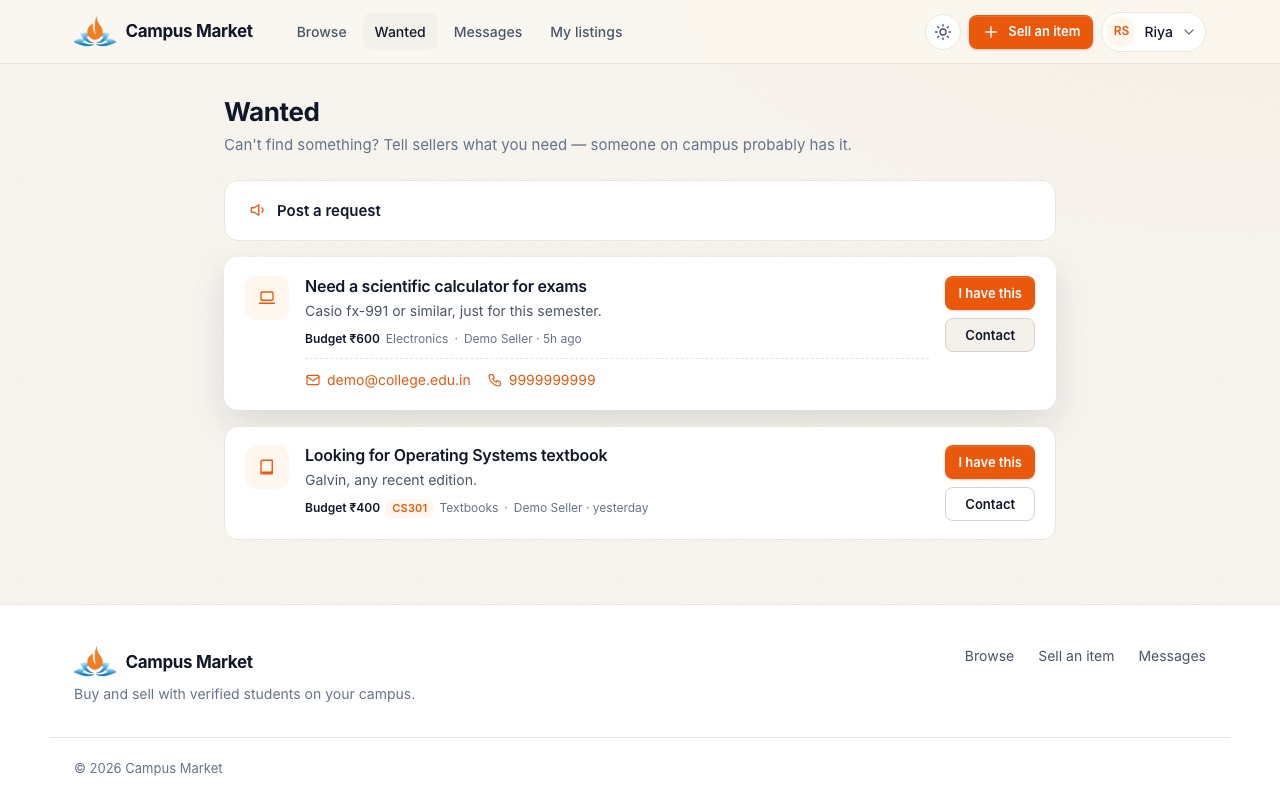 Campus Market
Browse
Wanted
Messages
My listings
Sell an item
RS
Riya
Wanted
Can't find something? Tell sellers what you need — someone on campus probably has it.
Post a request
Need a scientific calculator for exams
Casio fx-991 or similar, just for this semester.
Budget ₹600 Electronics · Demo Seller · 5h ago
demo@college.edu.in 9999999999
I have this
Contact
Looking for Operating Systems textbook
Galvin, any recent edition.
Budget ₹400 CS301 Textbooks · Demo Seller · yesterday
I have this
Contact
Campus Market
Buy and sell with verified students on your campus.
Browse
Sell an item
Messages
© 2026 Campus Market